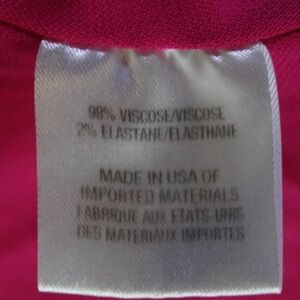 98% VISCOSE/VISCOSE
2% ELASTANE/ELASTHANE
MADE IN USA OF
IMPORTED MATERIALS
FABRIQUE AUX ETATS-UNIS
DES MATERIAUX IMPORTES